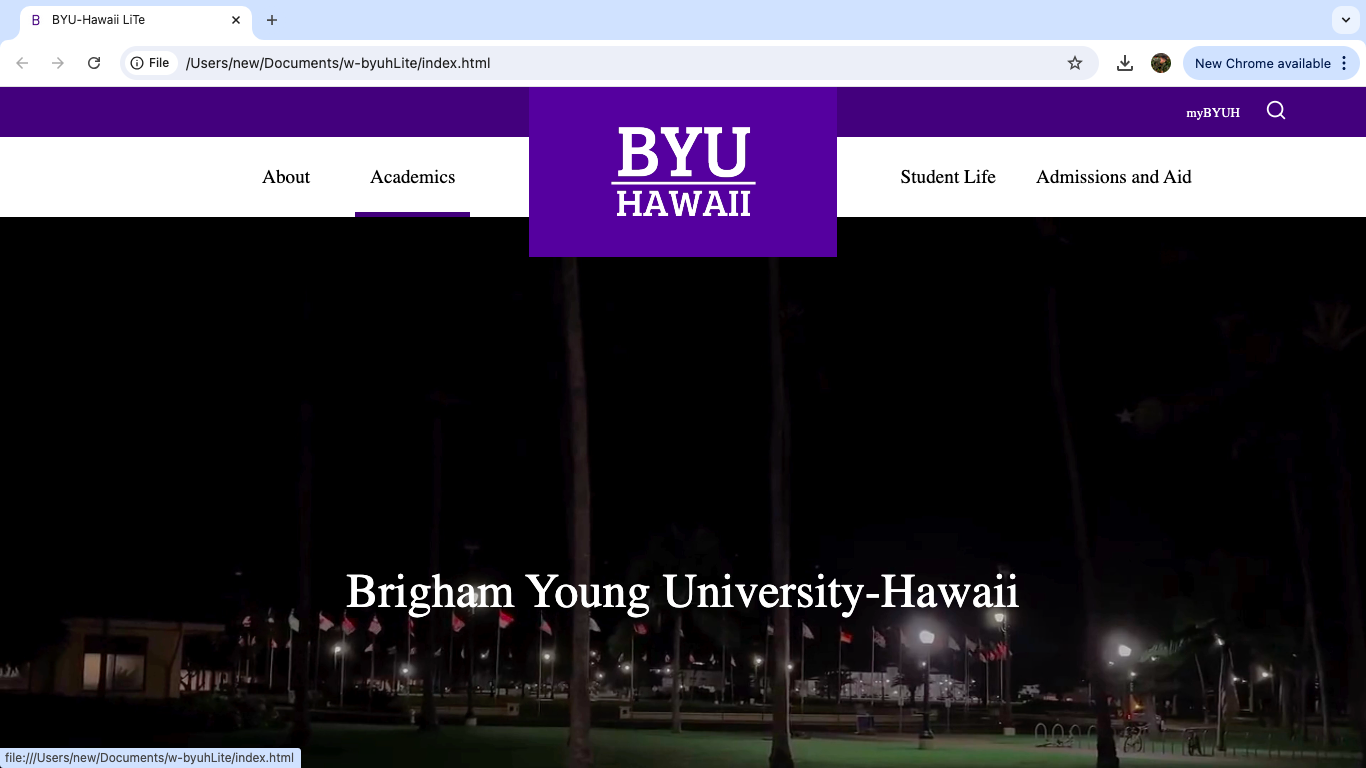 BYU-Hawaii LiTe
File /Users/new/Documents/w-byuhLite/index.html New Chrome available
myBYUH
About Academics
BYU
HAWAII
Student Life Admissions and Aid
Brigham Young University-Hawaii
file:///Users/new/Documents/w-byuhLite/index.html